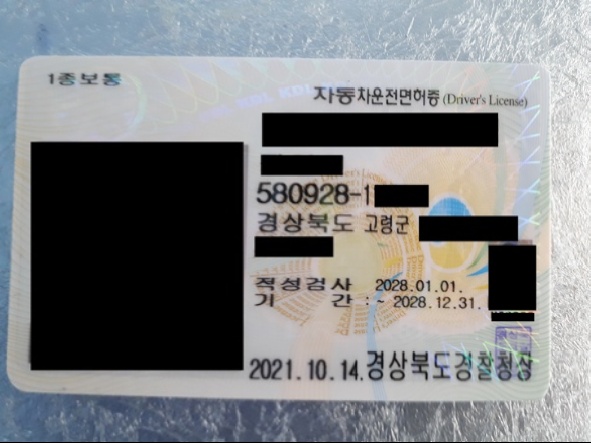 1종보통
자동차운전면허증 (Driver's License)
580928-1
경상북도 고령군
적성검사 2028.01.01.
기 간 : ~ 2028.12.31.
2021.10.14. 경상북도경찰청장